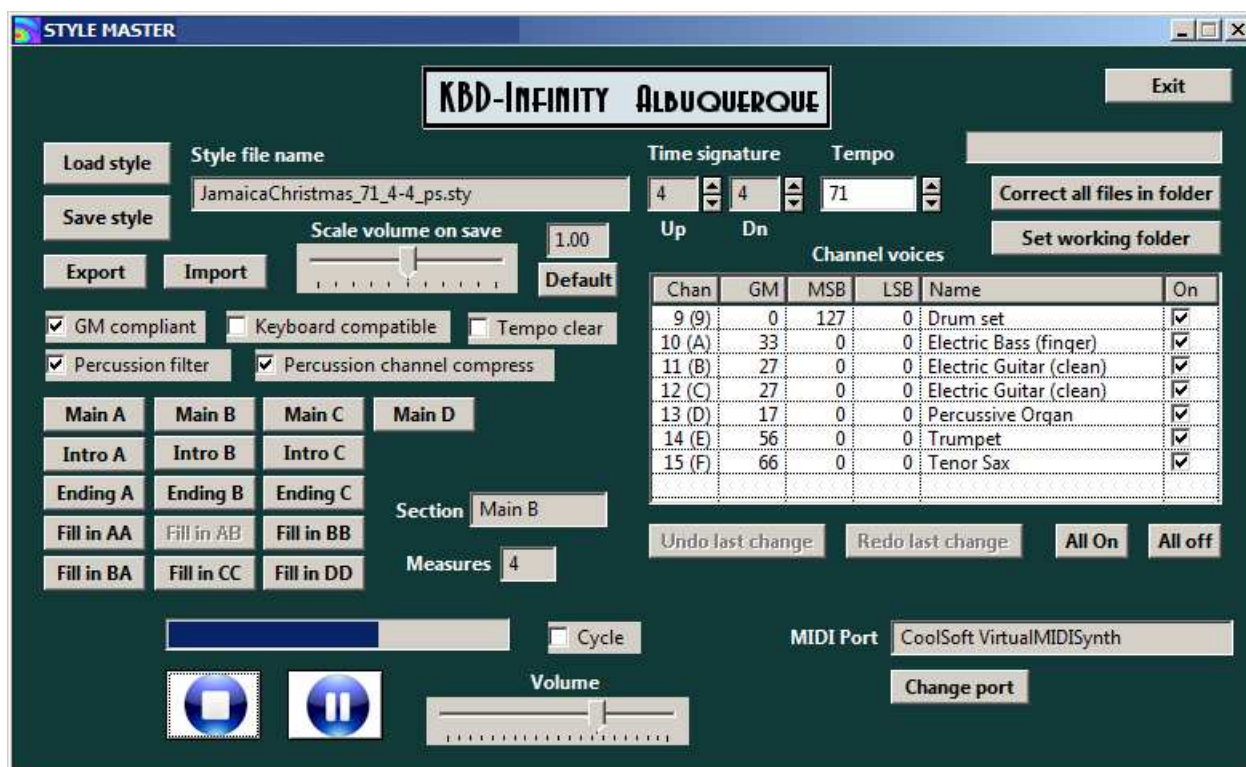 STYLE MASTER
KBD-INFINITY ALBUQUERQUE
Exit
Load style
Style file name
Time signature
Tempo
JamaicaChristmas_71_4-4_ps.sty
4
4
71
Correct all files in folder
Save style
Scale volume on save
1.00
Up
Dn
Set working folder
Channel voices
Export
Import
Default
Chan GM MSB LSB Name On
9 (9) 0 127 0 Drum set
10 (A) 33 0 0 Electric Bass (finger)
11 (B) 27 0 0 Electric Guitar (clean)
12 (C) 27 0 0 Electric Guitar (clean)
13 (D) 17 0 0 Percussive Organ
14 (E) 56 0 0 Trumpet
15 (F) 66 0 0 Tenor Sax
GM compliant
Keyboard compatible
Tempo clear
Percussion filter
Percussion channel compress
Main A
Main B
Main C
Main D
Intro A
Intro B
Intro C
Ending A
Ending B
Ending C
Section
Main B
Fill in AA
Fill in AB
Fill in BB
Undo last change
Redo last change
All On
All off
Fill in BA
Fill in CC
Fill in DD
Measures
4
Cycle
MIDI Port
CoolSoft VirtualMIDISynth
Volume
Change port